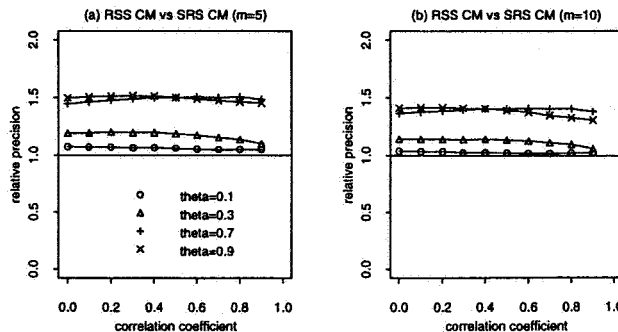 (a) RSS CM vs SRS CM (m=5)
relative precision
2.0
1.5
1.0
0.5
0.0
theta=0.1
theta=0.3
theta=0.7
theta=0.9
0.0 0.2 0.4 0.6 0.8 1.0
correlation coefficient
(b) RSS CM vs SRS CM (m=10)
relative precision
2.0
1.5
1.0
0.5
0.0
0.0 0.2 0.4 0.6 0.8 1.0
correlation coefficient